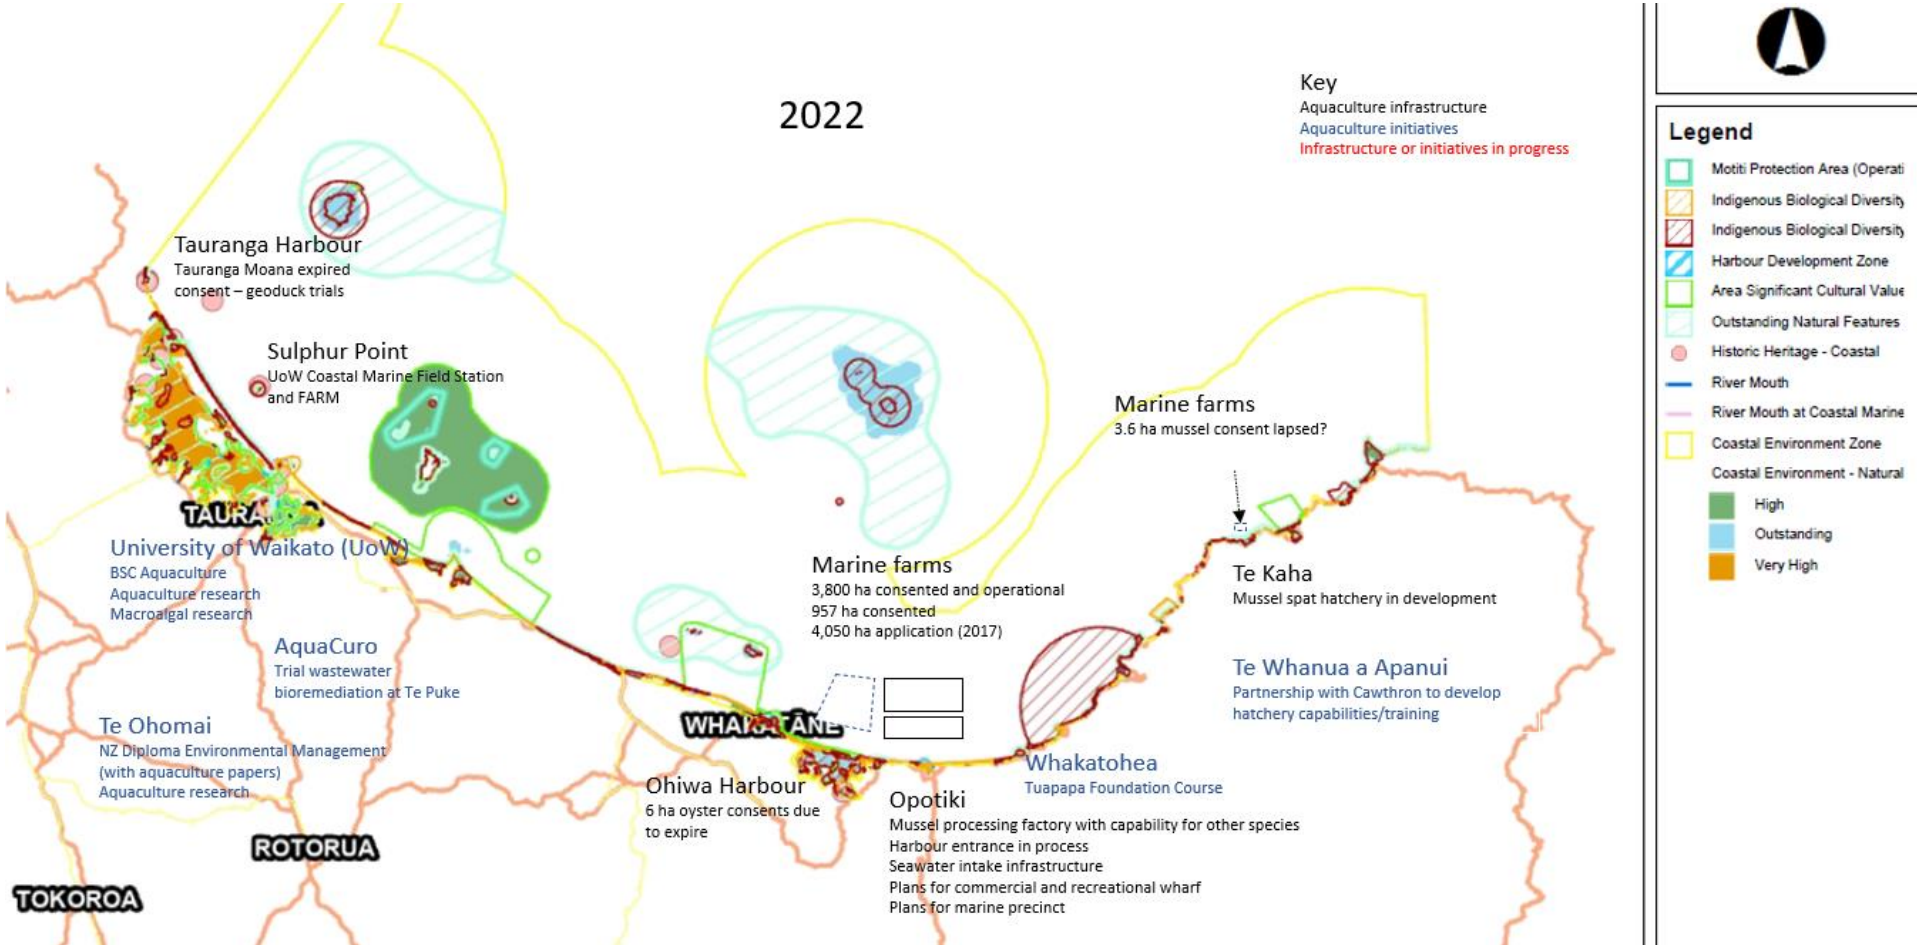 2022
Key
Aquaculture infrastructure
Aquaculture initiatives
Infrastructure or initiatives in progress
Tauranga Harbour
Tauranga Moana expired
consent – geoduck trials
Sulphur Point
UoW Coastal Marine Field Station
and FARM
Marine farms
3.6 ha mussel consent lapsed?
University of Waikato (UoW)
BSC Aquaculture
Aquaculture research
Macroalgal research
AquaCuro
Trial wastewater
bioremediation at Te Puke
Te Ohomai
NZ Diploma Environmental Management
(with aquaculture papers)
Aquaculture research
Marine farms
3,800 ha consented and operational
957 ha consented
4,050 ha application (2017)
Te Kaha
Mussel spat hatchery in development
Te Whanua a Apanui
Partnership with Cawthron to develop
hatchery capabilities/training
WHAKATĀNE
Whakatohea
Tuapapa Foundation Course
Ohiwa Harbour
6 ha oyster consents due
to expire
Opotiki
Mussel processing factory with capability for other species
Harbour entrance in process
Seawater intake infrastructure
Plans for commercial and recreational wharf
Plans for marine precinct
ROTORUA
TOKOROA
Legend
Motiti Protection Area (Operati
Indigenous Biological Diversity
Indigenous Biological Diversity
Harbour Development Zone
Area Significant Cultural Value
Outstanding Natural Features
Historic Heritage - Coastal
River Mouth
River Mouth at Coastal Marine
Coastal Environment Zone
Coastal Environment - Natural
High
Outstanding
Very High